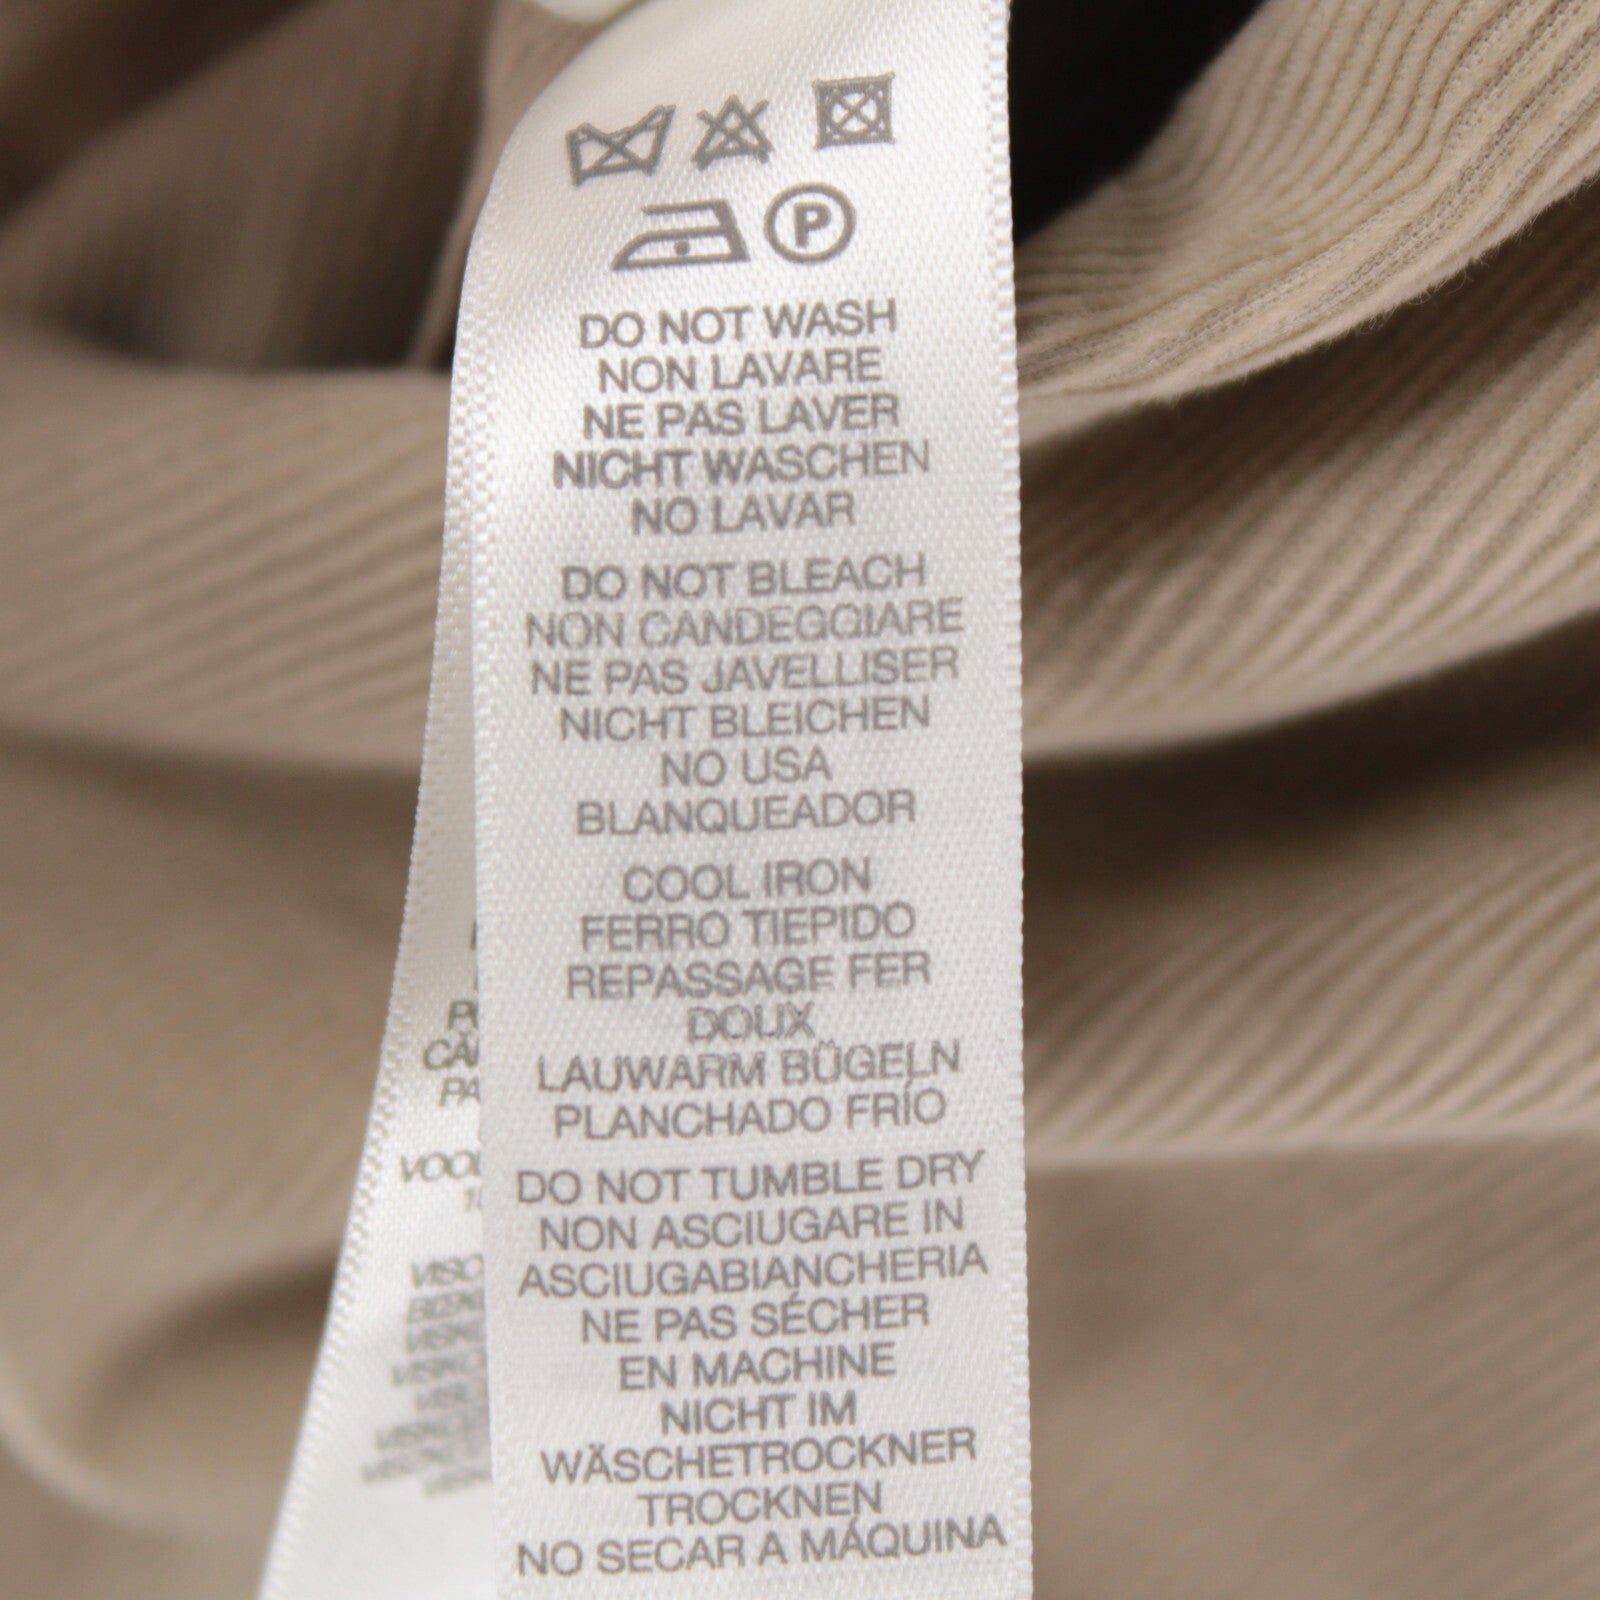 P
DO NOT WASH
NON LAVARE
NE PAS LAVER
NICHT WASCHEN
NO LAVAR
DO NOT BLEACH
NON CANDEGGIARE
NE PAS JAVELLISER
NICHT BLEICHEN
NO USA
BLANQUEADOR
COOL IRON
FERRO TIEPIDO
REPASSAGE FER
DOUX
LAUWARM BÜGELN
PLANCHADO FRÍO
DO NOT TUMBLE DRY
NON ASCIUGARE IN
ASCIUGABIANCHERIA
NE PAS SÉCHER
EN MACHINE
NICHT IM
WÄSCHETROCKNER
TROCKNEN
NO SECAR A MÁQUINA